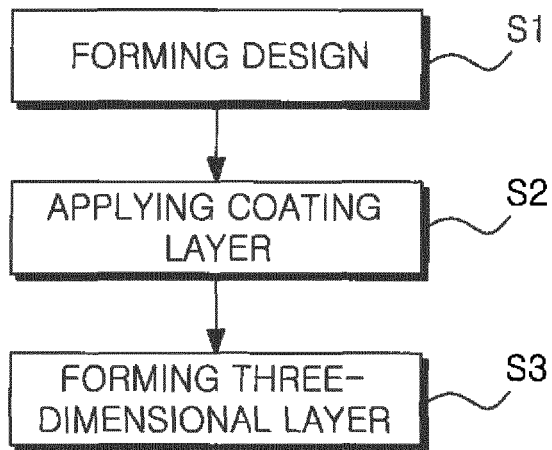 FORMING DESIGN
S1
APPLYING COATING
LAYER
S2
FORMING THREE-
DIMENSIONAL LAYER
S3